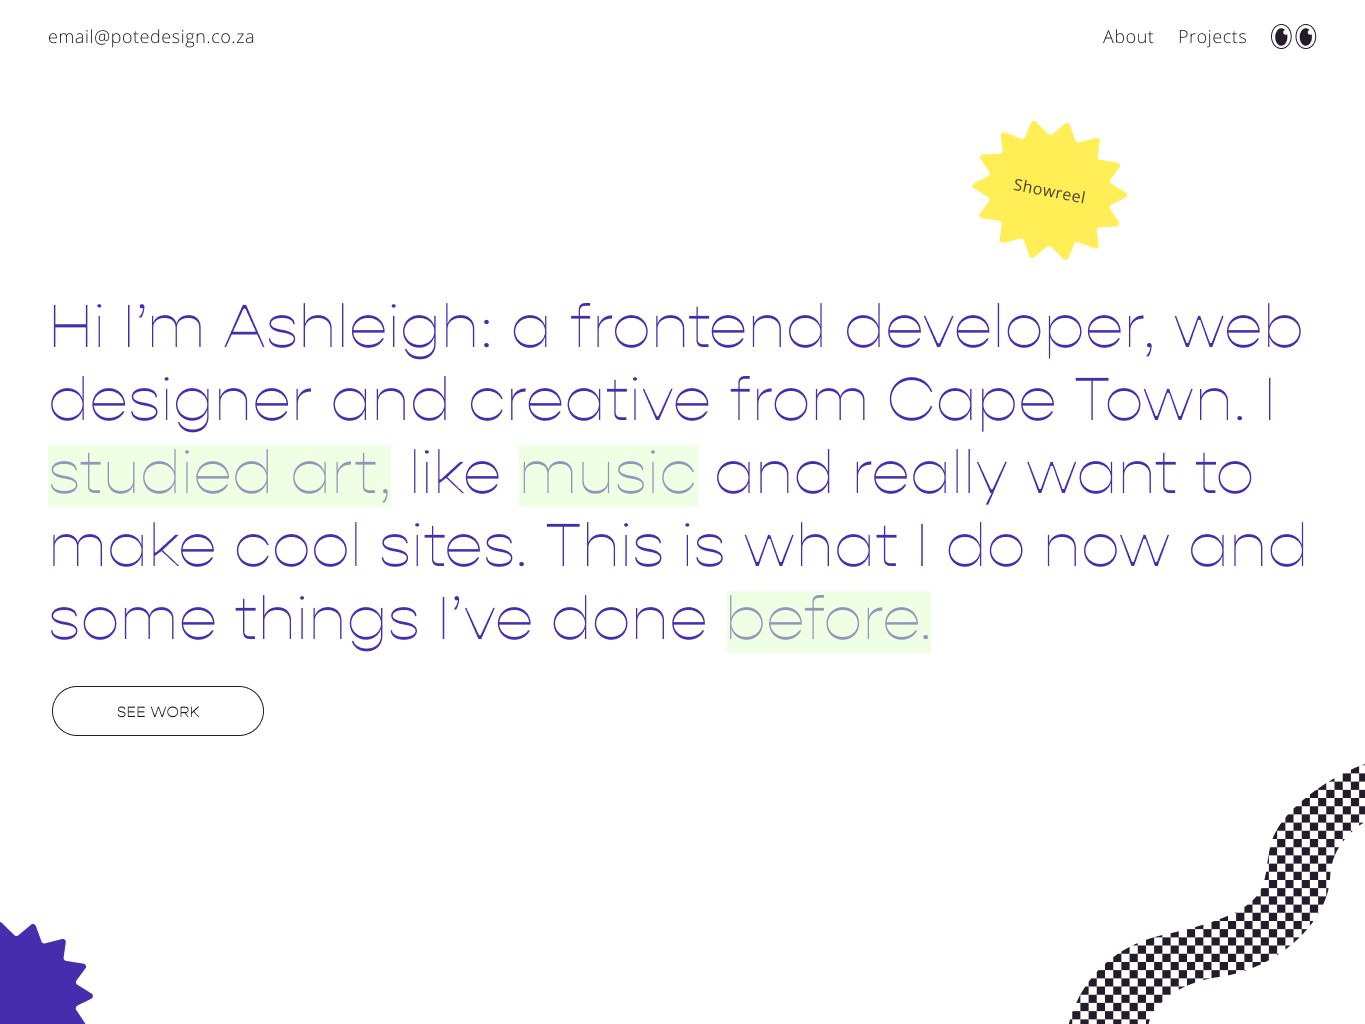 email@potedesign.co.za
About
Projects
Showreel
Hi I’m Ashleigh: a frontend developer, web
designer and creative from Cape Town. I
studied art, like music and really want to
make cool sites. This is what I do now and
some things I’ve done before.
SEE WORK